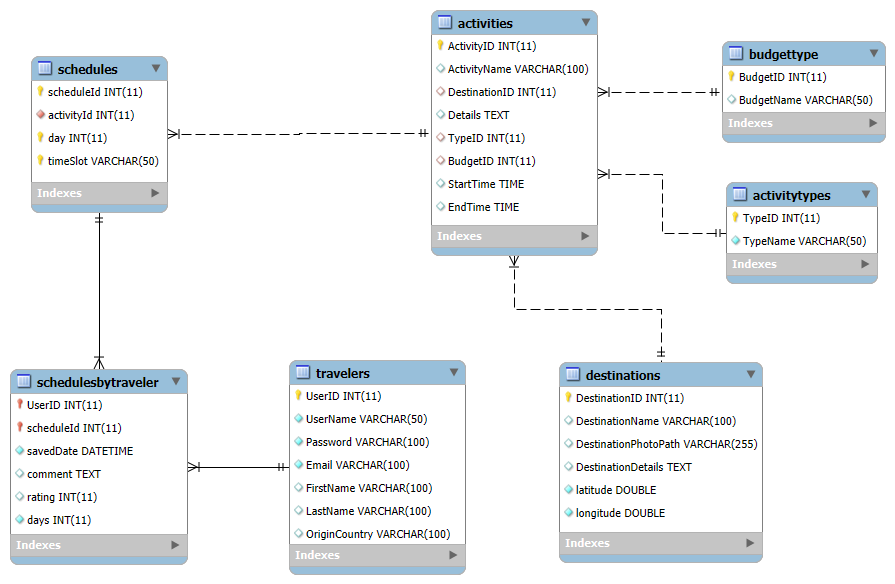 schedules
scheduleId INT(11)
activityId INT(11)
day INT(11)
timeSlot VARCHAR(50)
Indexes
activities
ActivityID INT(11)
ActivityName VARCHAR(100)
DestinationID INT(11)
Details TEXT
TypeID INT(11)
BudgetID INT(11)
StartTime TIME
EndTime TIME
Indexes
budgettype
BudgetID INT(11)
BudgetName VARCHAR(50)
Indexes
activitytypes
TypeID INT(11)
TypeName VARCHAR(50)
Indexes
schedulesbytraveler
UserID INT(11)
scheduleId INT(11)
savedDate DATETIME
comment TEXT
rating INT(11)
days INT(11)
Indexes
travelers
UserID INT(11)
UserName VARCHAR(50)
Password VARCHAR(100)
Email VARCHAR(100)
FirstName VARCHAR(100)
LastName VARCHAR(100)
OriginCountry VARCHAR(100)
Indexes
destinations
DestinationID INT(11)
DestinationName VARCHAR(100)
DestinationPhotoPath VARCHAR(255)
DestinationDetails TEXT
latitude DOUBLE
longitude DOUBLE
Indexes